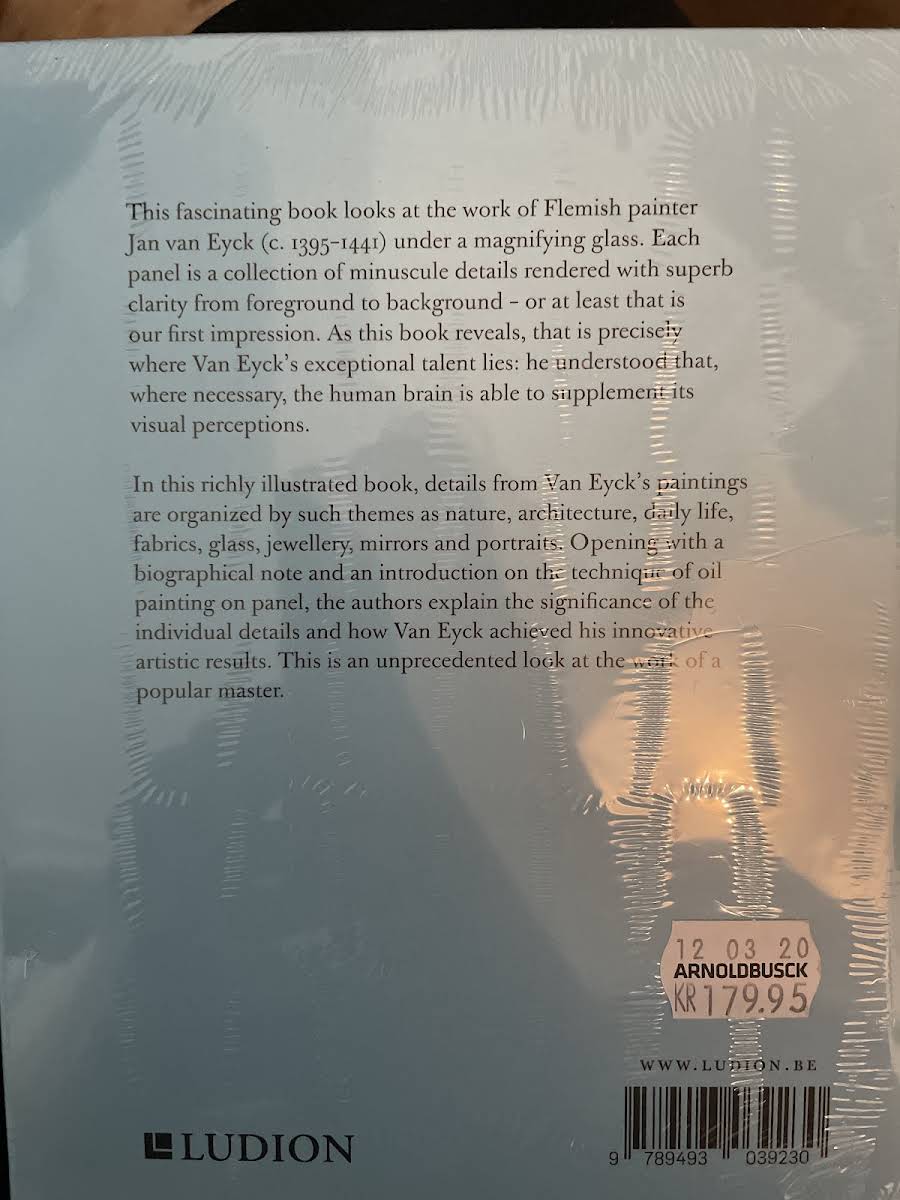 This fascinating book looks at the work of Flemish painter
Jan van Eyck (c. 1395–1441) under a magnifying glass. Each
panel is a collection of minuscule details rendered with superb
clarity from foreground to background – or at least that is
our first impression. As this book reveals, that is precisely
where Van Eyck's exceptional talent lies: he understood that,
where necessary, the human brain is able to supplement its
visual perceptions.
In this richly illustrated book, details from Van Eyck's paintings
are organized by such themes as nature, architecture, daily life,
fabrics, glass, jewellery, mirrors and portraits. Opening with a
biographical note and an introduction on the technique of oil
painting on panel, the authors explain the significance of the
individual details and how Van Eyck achieved his innovative
artistic results. This is an unprecedented look at the work of a
popular master.
12 03 20
ARNOLDBUSCK
KR 179.95
WWW.LUDION.BE
LUDION
9 789493 039230